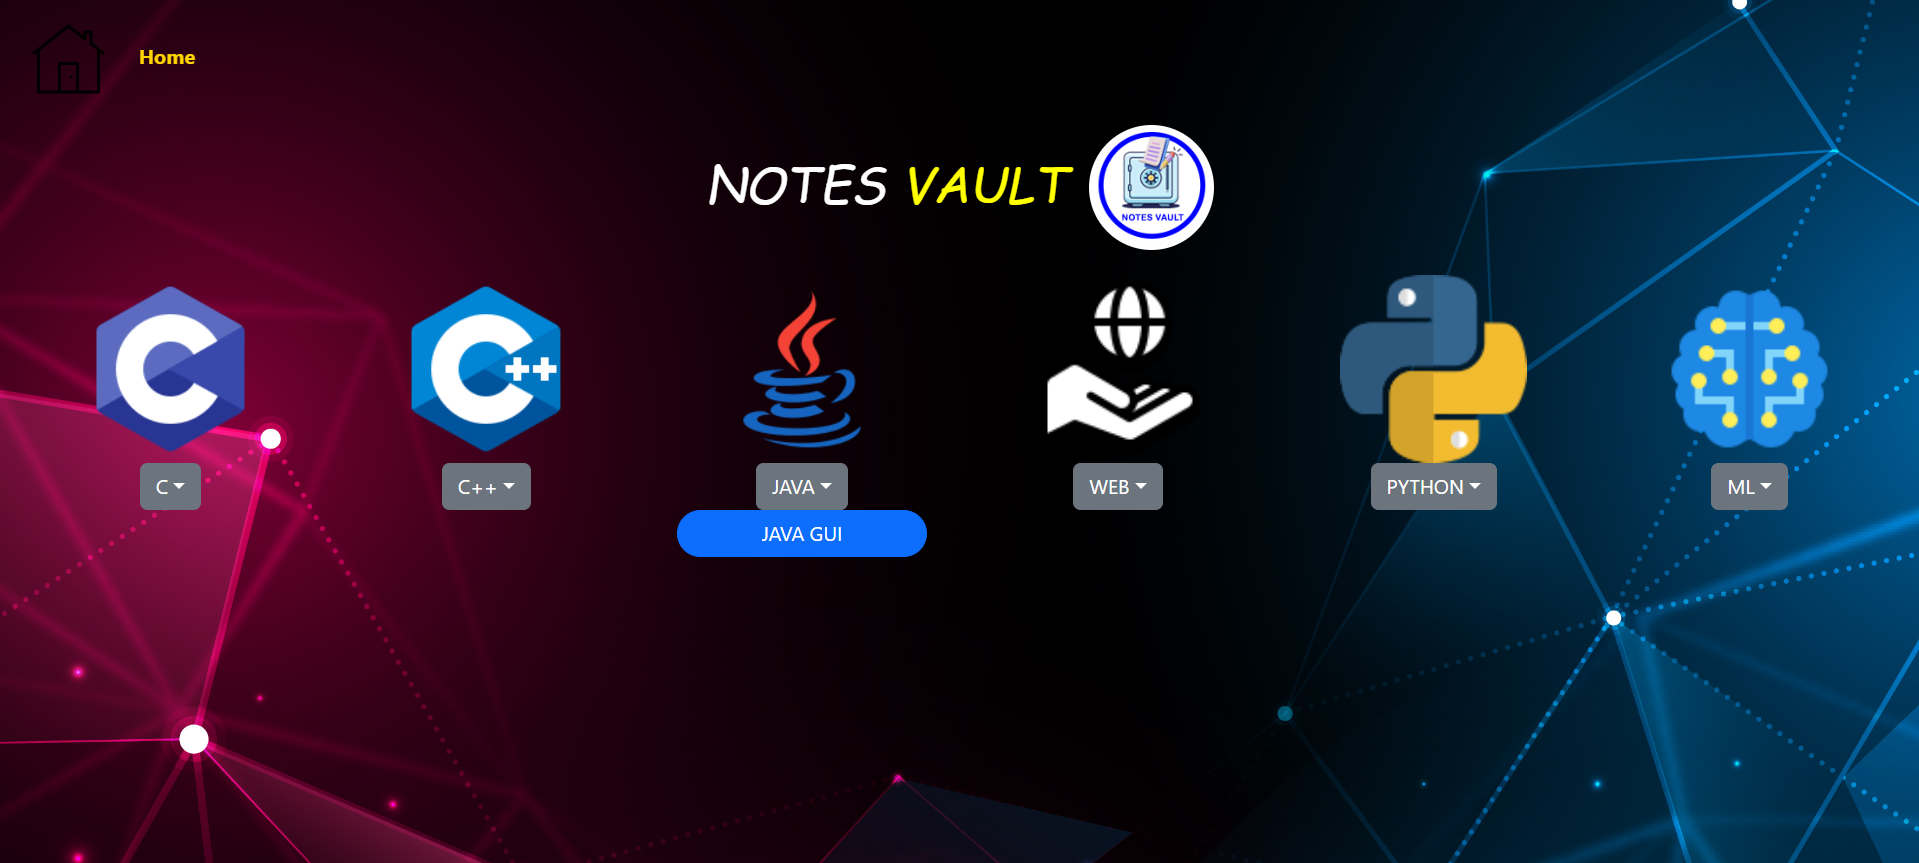 Home
NOTES VAULT
NOTES VAULT
C++
C
C++
JAVA
WEB
PYTHON
ML
JAVA GUI